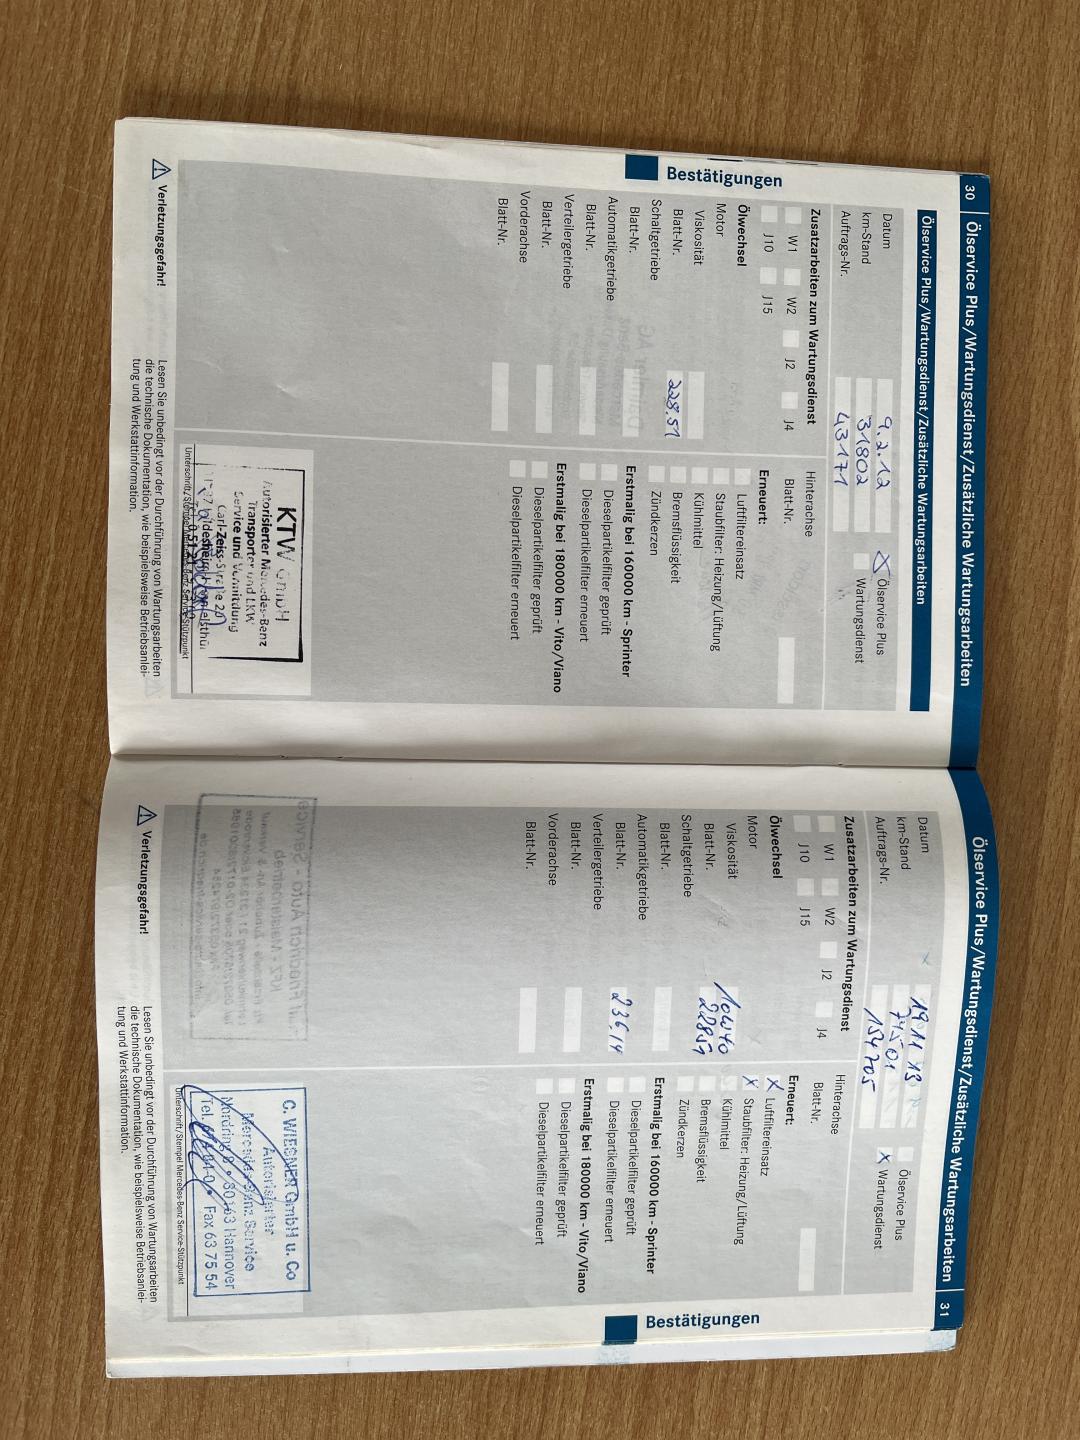 30 Ölservice Plus/Wartungsdienst/Zusätzliche Wartungsarbeiten
Ölservice Plus/Wartungsdienst/Zusätzliche Wartungsarbeiten
Datum 9.2.12 X Ölservice Plus
km-Stand 31802 Wartungsdienst
Auftrags-Nr. 43171
Zusatzarbeiten zum Wartungsdienst
W1 W2 J2 J4
J10 J15
Ölwechsel
Motor
Viskosität
Blatt-Nr. 228.51
Schaltgetriebe
Blatt-Nr.
Automatikgetriebe
Blatt-Nr.
Verteilergetriebe
Blatt-Nr.
Vorderachse
Blatt-Nr.
Hinterachse
Blatt-Nr.
Erneuert:
Luftfiltereinsatz
Staubfilter: Heizung/Lüftung
Kühlmittel
Bremsflüssigkeit
Zündkerzen
Erstmalig bei 160000 km - Sprinter
Dieselpartikelfilter geprüft
Dieselpartikelfilter erneuert
Erstmalig bei 180000 km - Vito/Viano
Dieselpartikelfilter geprüft
Dieselpartikelfilter erneuert
KTW GmbH
Autorisierter Mercedes-Benz
Transporter und LKW
Service und Vermittlung
Carl-Zeiss-Straße 20
Unterschrift/Stempel Mercedes-Benz Service-Stützpunkt
Verletzungsgefahr!
Lesen Sie unbedingt vor der Durchführung von Wartungsarbeiten
die technische Dokumentation, wie beispielsweise Betriebsanlei-
tung und Werkstattinformation.
Bestätigungen
Ölservice Plus/Wartungsdienst/Zusätzliche Wartungsarbeiten 31
Datum 19 11 13 Ölservice Plus
km-Stand 74501 X Wartungsdienst
Auftrags-Nr. 154705
Zusatzarbeiten zum Wartungsdienst
W1 W2 J2 J4
J10 J15
Ölwechsel
Motor
Viskosität 10W40
Blatt-Nr. 22851
Schaltgetriebe
Blatt-Nr.
Automatikgetriebe
Blatt-Nr. 236,14
Verteilergetriebe
Blatt-Nr.
Vorderachse
Blatt-Nr.
Hinterachse
Blatt-Nr.
Erneuert:
X Luftfiltereinsatz
X Staubfilter: Heizung/Lüftung
Kühlmittel
Bremsflüssigkeit
Zündkerzen
Erstmalig bei 160000 km - Sprinter
Dieselpartikelfilter geprüft
Dieselpartikelfilter erneuert
Erstmalig bei 180000 km - Vito/Viano
Dieselpartikelfilter geprüft
Dieselpartikelfilter erneuert
C. WIESNER GmbH u. Co
Autorisierter
Mercedes-Benz Service
Nordring 8 · 30163 Hannover
Tel. Fax 63 75 54
Unterschrift/Stempel Mercedes-Benz Service-Stützpunkt
Verletzungsgefahr!
Lesen Sie unbedingt vor der Durchführung von Wartungsarbeiten
die technische Dokumentation, wie beispielsweise Betriebsanlei-
tung und Werkstattinformation.
Bestätigungen